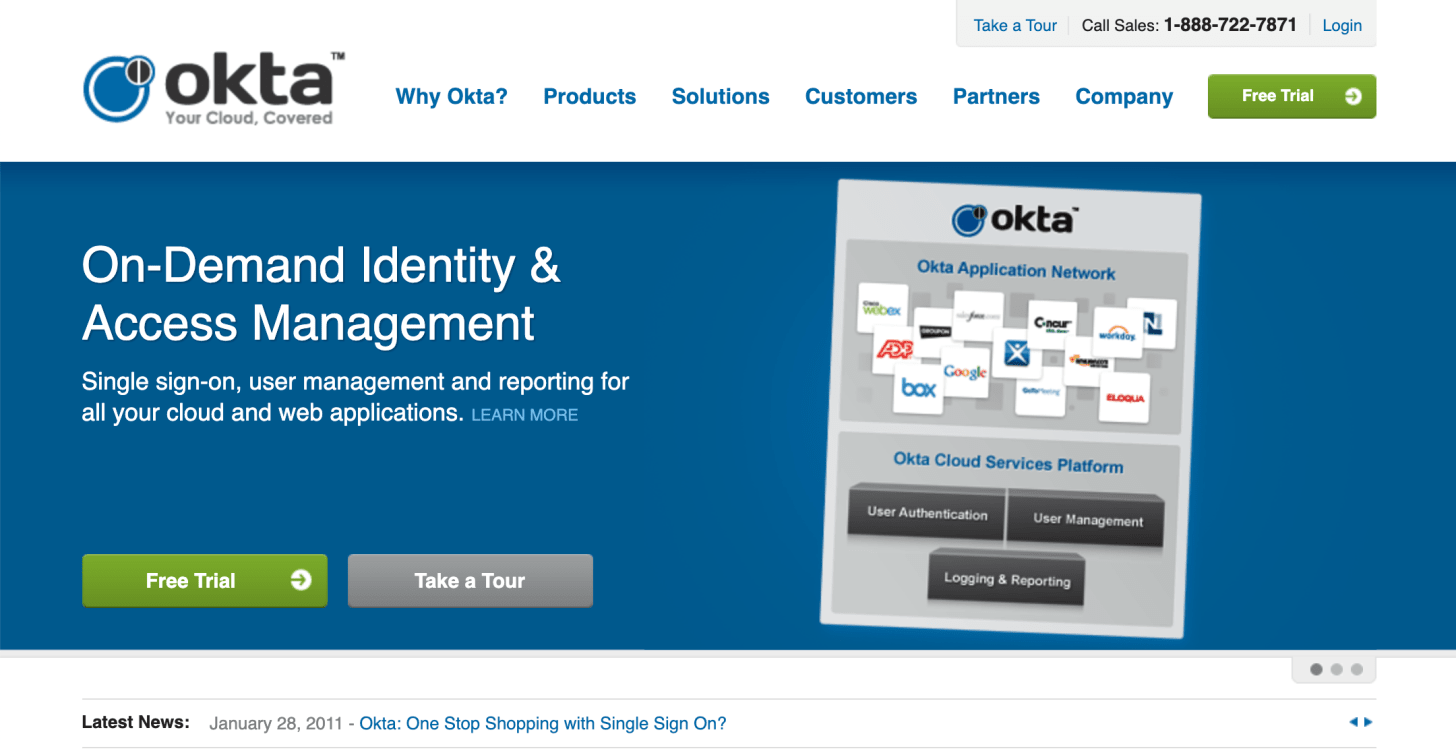 Take a Tour
Call Sales: 1-888-722-7871
Login
okta™
Your Cloud, Covered
Why Okta?
Products
Solutions
Customers
Partners
Company
Free Trial
On-Demand Identity &
Access Management
Single sign-on, user management and reporting for
all your cloud and web applications. LEARN MORE
Free Trial
Take a Tour
okta™
Okta Application Network
webex
GROUPON
salesforce.com
workday.
N
ADP
Google
box
GoToMeeting
ELOQUA
Okta Cloud Services Platform
User Authentication
User Management
Logging & Reporting
Latest News:
January 28, 2011 - Okta: One Stop Shopping with Single Sign On?